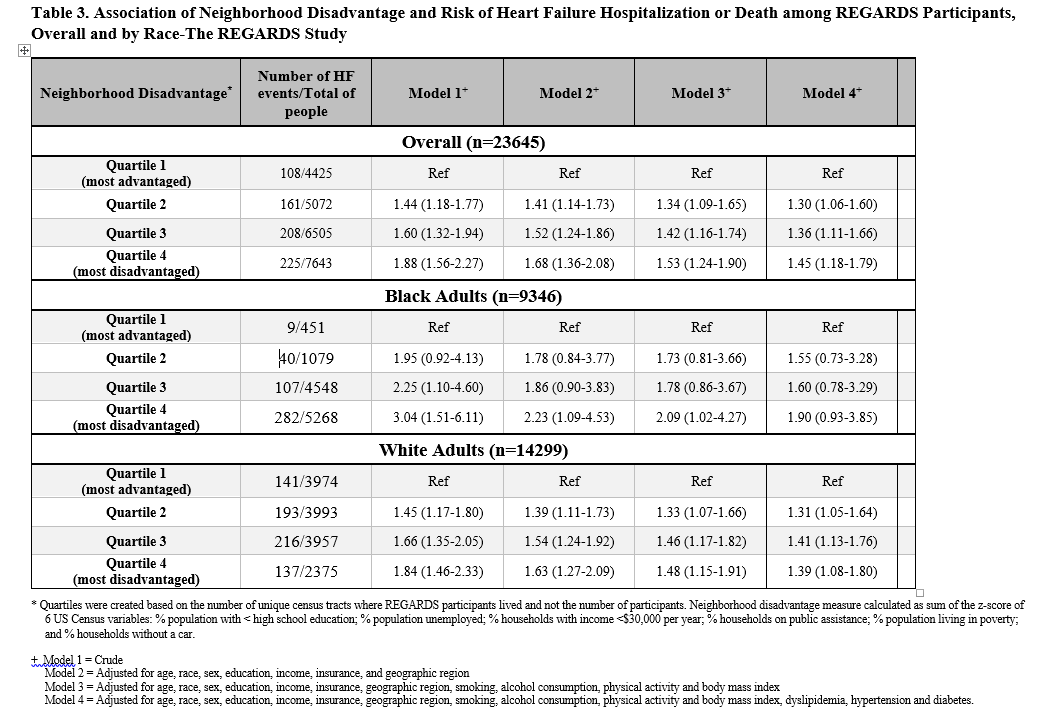 Table 3. Association of Neighborhood Disadvantage and Risk of Heart Failure Hospitalization or Death among REGARDS Participants,
Overall and by Race-The REGARDS Study
Neighborhood Disadvantage* Number of HF events/Total of people Model 1+ Model 2+ Model 3+ Model 4+
Overall (n=23645)
Quartile 1 (most advantaged) 108/4425 Ref Ref Ref Ref
Quartile 2 161/5072 1.44 (1.18-1.77) 1.41 (1.14-1.73) 1.34 (1.09-1.65) 1.30 (1.06-1.60)
Quartile 3 208/6505 1.60 (1.32-1.94) 1.52 (1.24-1.86) 1.42 (1.16-1.74) 1.36 (1.11-1.66)
Quartile 4 (most disadvantaged) 225/7643 1.88 (1.56-2.27) 1.68 (1.36-2.08) 1.53 (1.24-1.90) 1.45 (1.18-1.79)
Black Adults (n=9346)
Quartile 1 (most advantaged) 9/451 Ref Ref Ref Ref
Quartile 2 40/1079 1.95 (0.92-4.13) 1.78 (0.84-3.77) 1.73 (0.81-3.66) 1.55 (0.73-3.28)
Quartile 3 107/4548 2.25 (1.10-4.60) 1.86 (0.90-3.83) 1.78 (0.86-3.67) 1.60 (0.78-3.29)
Quartile 4 (most disadvantaged) 282/5268 3.04 (1.51-6.11) 2.23 (1.09-4.53) 2.09 (1.02-4.27) 1.90 (0.93-3.85)
White Adults (n=14299)
Quartile 1 (most advantaged) 141/3974 Ref Ref Ref Ref
Quartile 2 193/3993 1.45 (1.17-1.80) 1.39 (1.11-1.73) 1.33 (1.07-1.66) 1.31 (1.05-1.64)
Quartile 3 216/3957 1.66 (1.35-2.05) 1.54 (1.24-1.92) 1.46 (1.17-1.82) 1.41 (1.13-1.76)
Quartile 4 (most disadvantaged) 137/2375 1.84 (1.46-2.33) 1.63 (1.27-2.09) 1.48 (1.15-1.91) 1.39 (1.08-1.80)
* Quartiles were created based on the number of unique census tracts where REGARDS participants lived and not the number of participants. Neighborhood disadvantage measure calculated as sum of the z-score of
6 US Census variables: % population with < high school education; % population unemployed; % households with income <$30,000 per year; % households on public assistance; % population living in poverty;
and % households without a car.
+ Model 1 = Crude
Model 2 = Adjusted for age, race, sex, education, income, insurance, and geographic region
Model 3 = Adjusted for age, race, sex, education, income, insurance, geographic region, smoking, alcohol consumption, physical activity and body mass index
Model 4 = Adjusted for age, race, sex, education, income, insurance, geographic region, smoking, alcohol consumption, physical activity and body mass index, dyslipidemia, hypertension and diabetes.